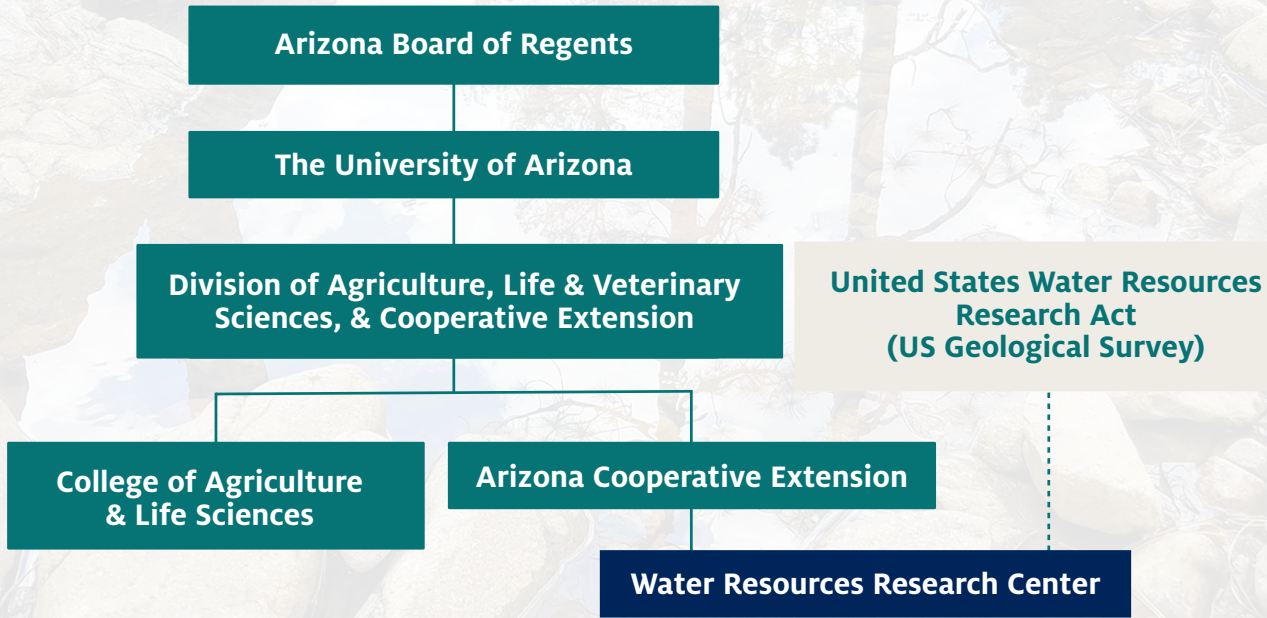 Arizona Board of Regents
The University of Arizona
Division of Agriculture, Life & Veterinary
Sciences, & Cooperative Extension
United States Water Resources
Research Act
(US Geological Survey)
College of Agriculture
& Life Sciences
Arizona Cooperative Extension
Water Resources Research Center